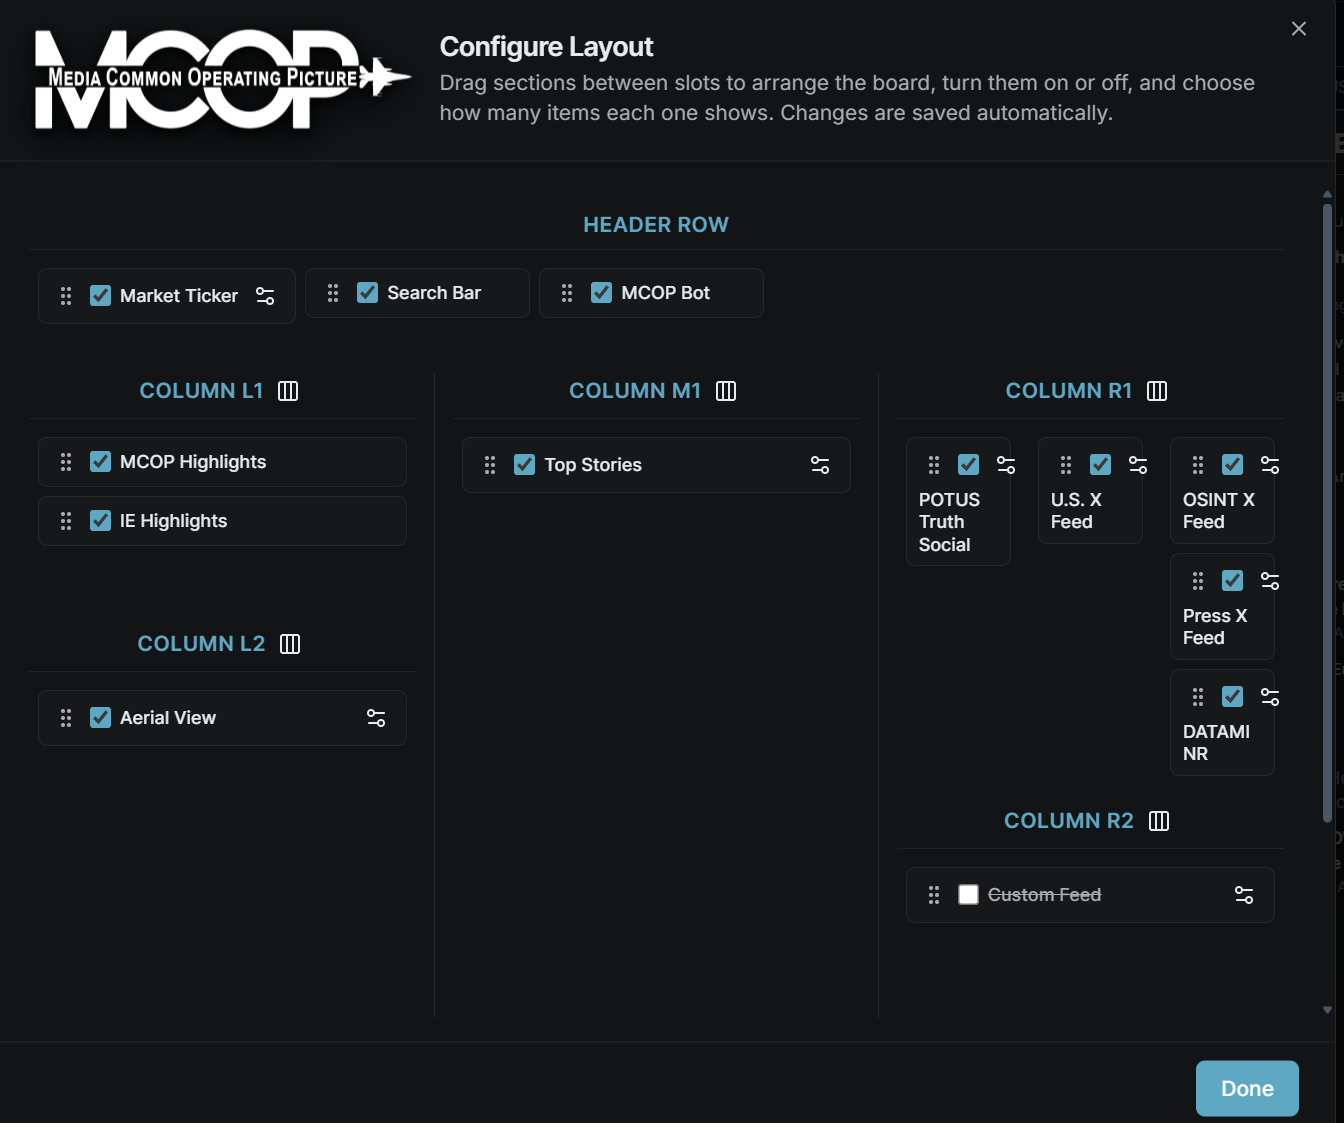 MCOP
MEDIA COMMON OPERATING PICTURE
Configure Layout
Drag sections between slots to arrange the board, turn them on or off, and choose
how many items each one shows. Changes are saved automatically.
HEADER ROW
Market Ticker
Search Bar
MCOP Bot
COLUMN L1
MCOP Highlights
IE Highlights
COLUMN L2
Aerial View
COLUMN M1
Top Stories
COLUMN R1
POTUS
Truth
Social
U.S. X
Feed
OSINT X
Feed
Press X
Feed
DATAMI
NR
COLUMN R2
Custom Feed
Done